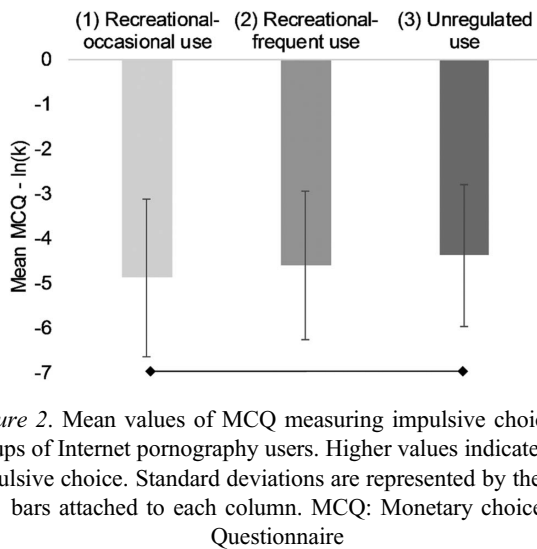 (1) Recreational- (2) Recreational- (3) Unregulated
occasional use frequent use use
0
-1
-2
-3
-4
-5
-6
-7
Mean MCQ - ln(k)
ure 2. Mean values of MCQ measuring impulsive choi
ups of Internet pornography users. Higher values indicate
ulsive choice. Standard deviations are represented by the
bars attached to each column. MCQ: Monetary choice
Questionnaire